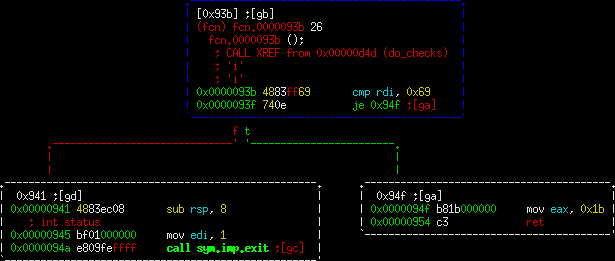 [0x93b] ;[gb]
(fcn) fcn.0000093b 26
fcn.0000093b ();
; CALL XREF from 0x00000d4d (do_checks)
; 'i'
; 'i'
0x0000093b 4883ff69 cmp rdi, 0x69
0x0000093f 740e je 0x94f ;[ga]
f t
0x941 ;[gd]
0x00000941 4883ec08 sub rsp, 8
; int status
0x00000945 bf01000000 mov edi, 1
0x0000094a e809feffff call sym.imp.exit ;[gc]
0x94f ;[ga]
0x0000094f b81b000000 mov eax, 0x1b
0x00000954 c3 ret